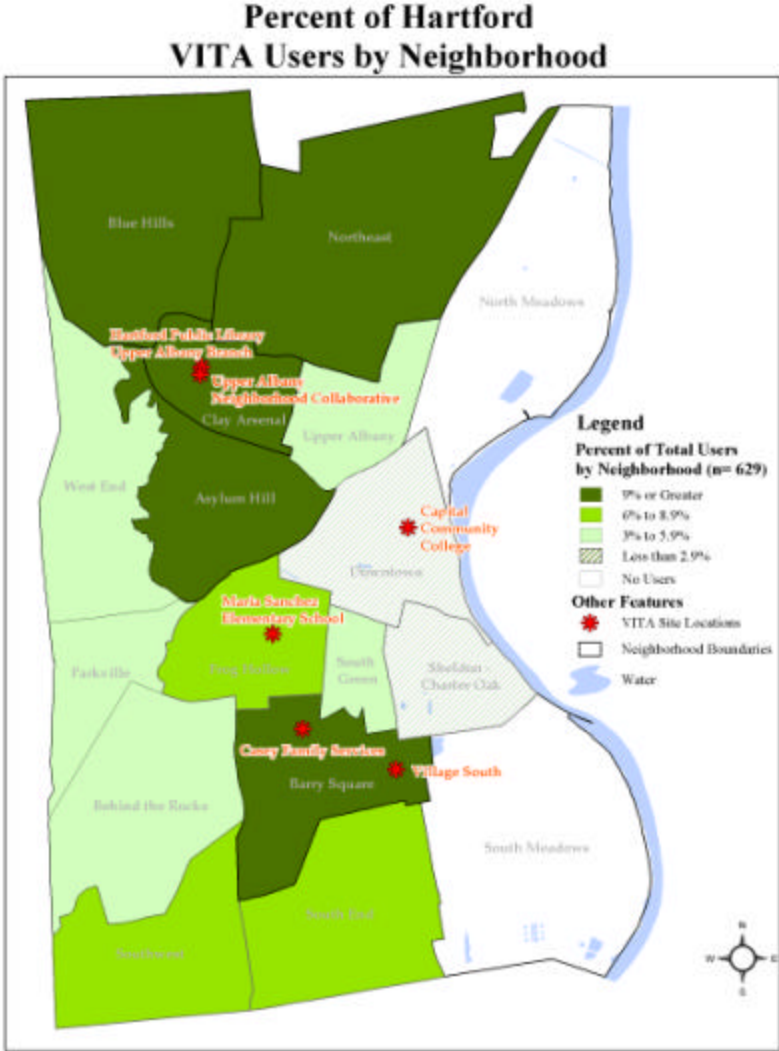 Percent of Hartford
VITA Users by Neighborhood
Blue Hills
Northeast
North Meadows
Hartford Public Library
Upper Albany Branch
Upper Albany
Neighborhood Collaborative
Clay Arsenal
Upper Albany
West End
Asylum Hill
Capital
Community
College
Downtown
Maria Sanchez
Elementary School
Frog Hollow
Parkville
South
Green
Sheldon
Charter Oak
Casey Family Services
Village South
Barry Square
Behind the Rocks
South Meadows
South End
Southwest
Legend
Percent of Total Users
by Neighborhood (n= 629)
9% or Greater
6% to 8.9%
3% to 5.9%
Less than 2.9%
No Users
Other Features
VITA Site Locations
Neighborhood Boundaries
Water
N
W E
S